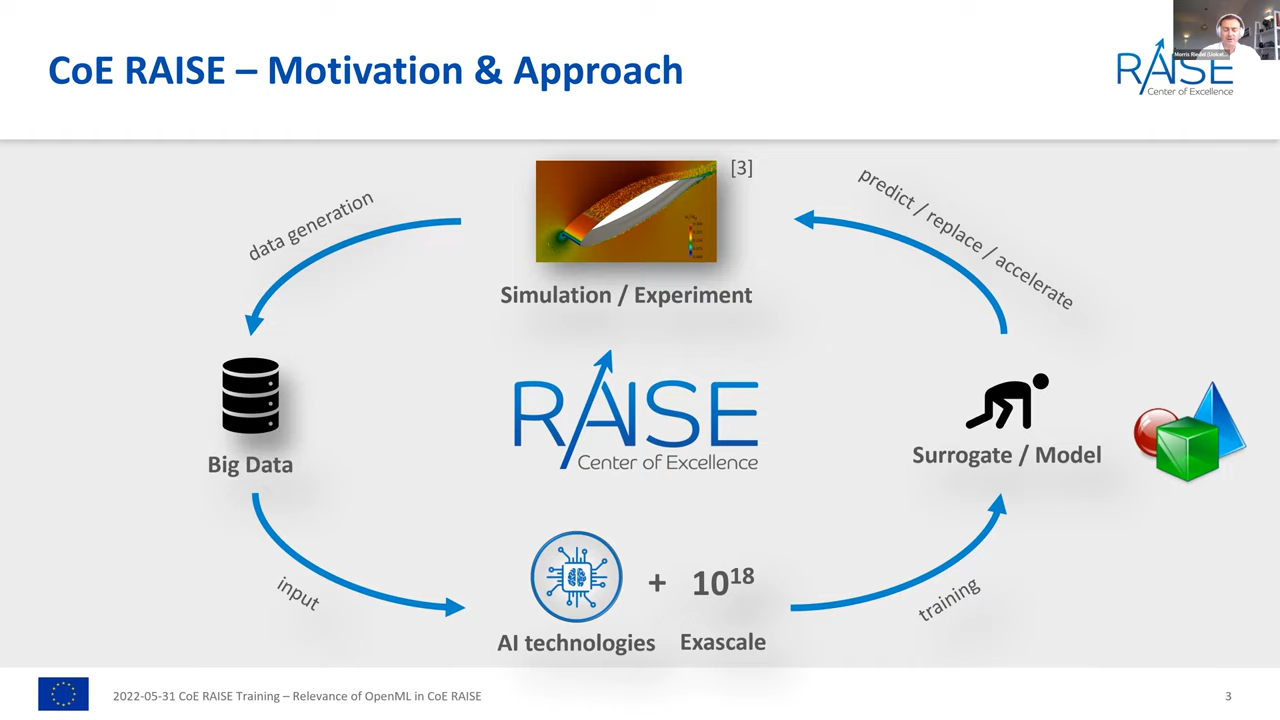 CoE RAISE – Motivation & Approach
RAISE
Center of Excellence
[3]
data generation
predict / replace / accelerate
Simulation / Experiment
RAISE
Center of Excellence
Big Data
Surrogate / Model
input
training
+ 10¹⁸
AI technologies
Exascale
2022-05-31 CoE RAISE Training – Relevance of OpenML in CoE RAISE
3